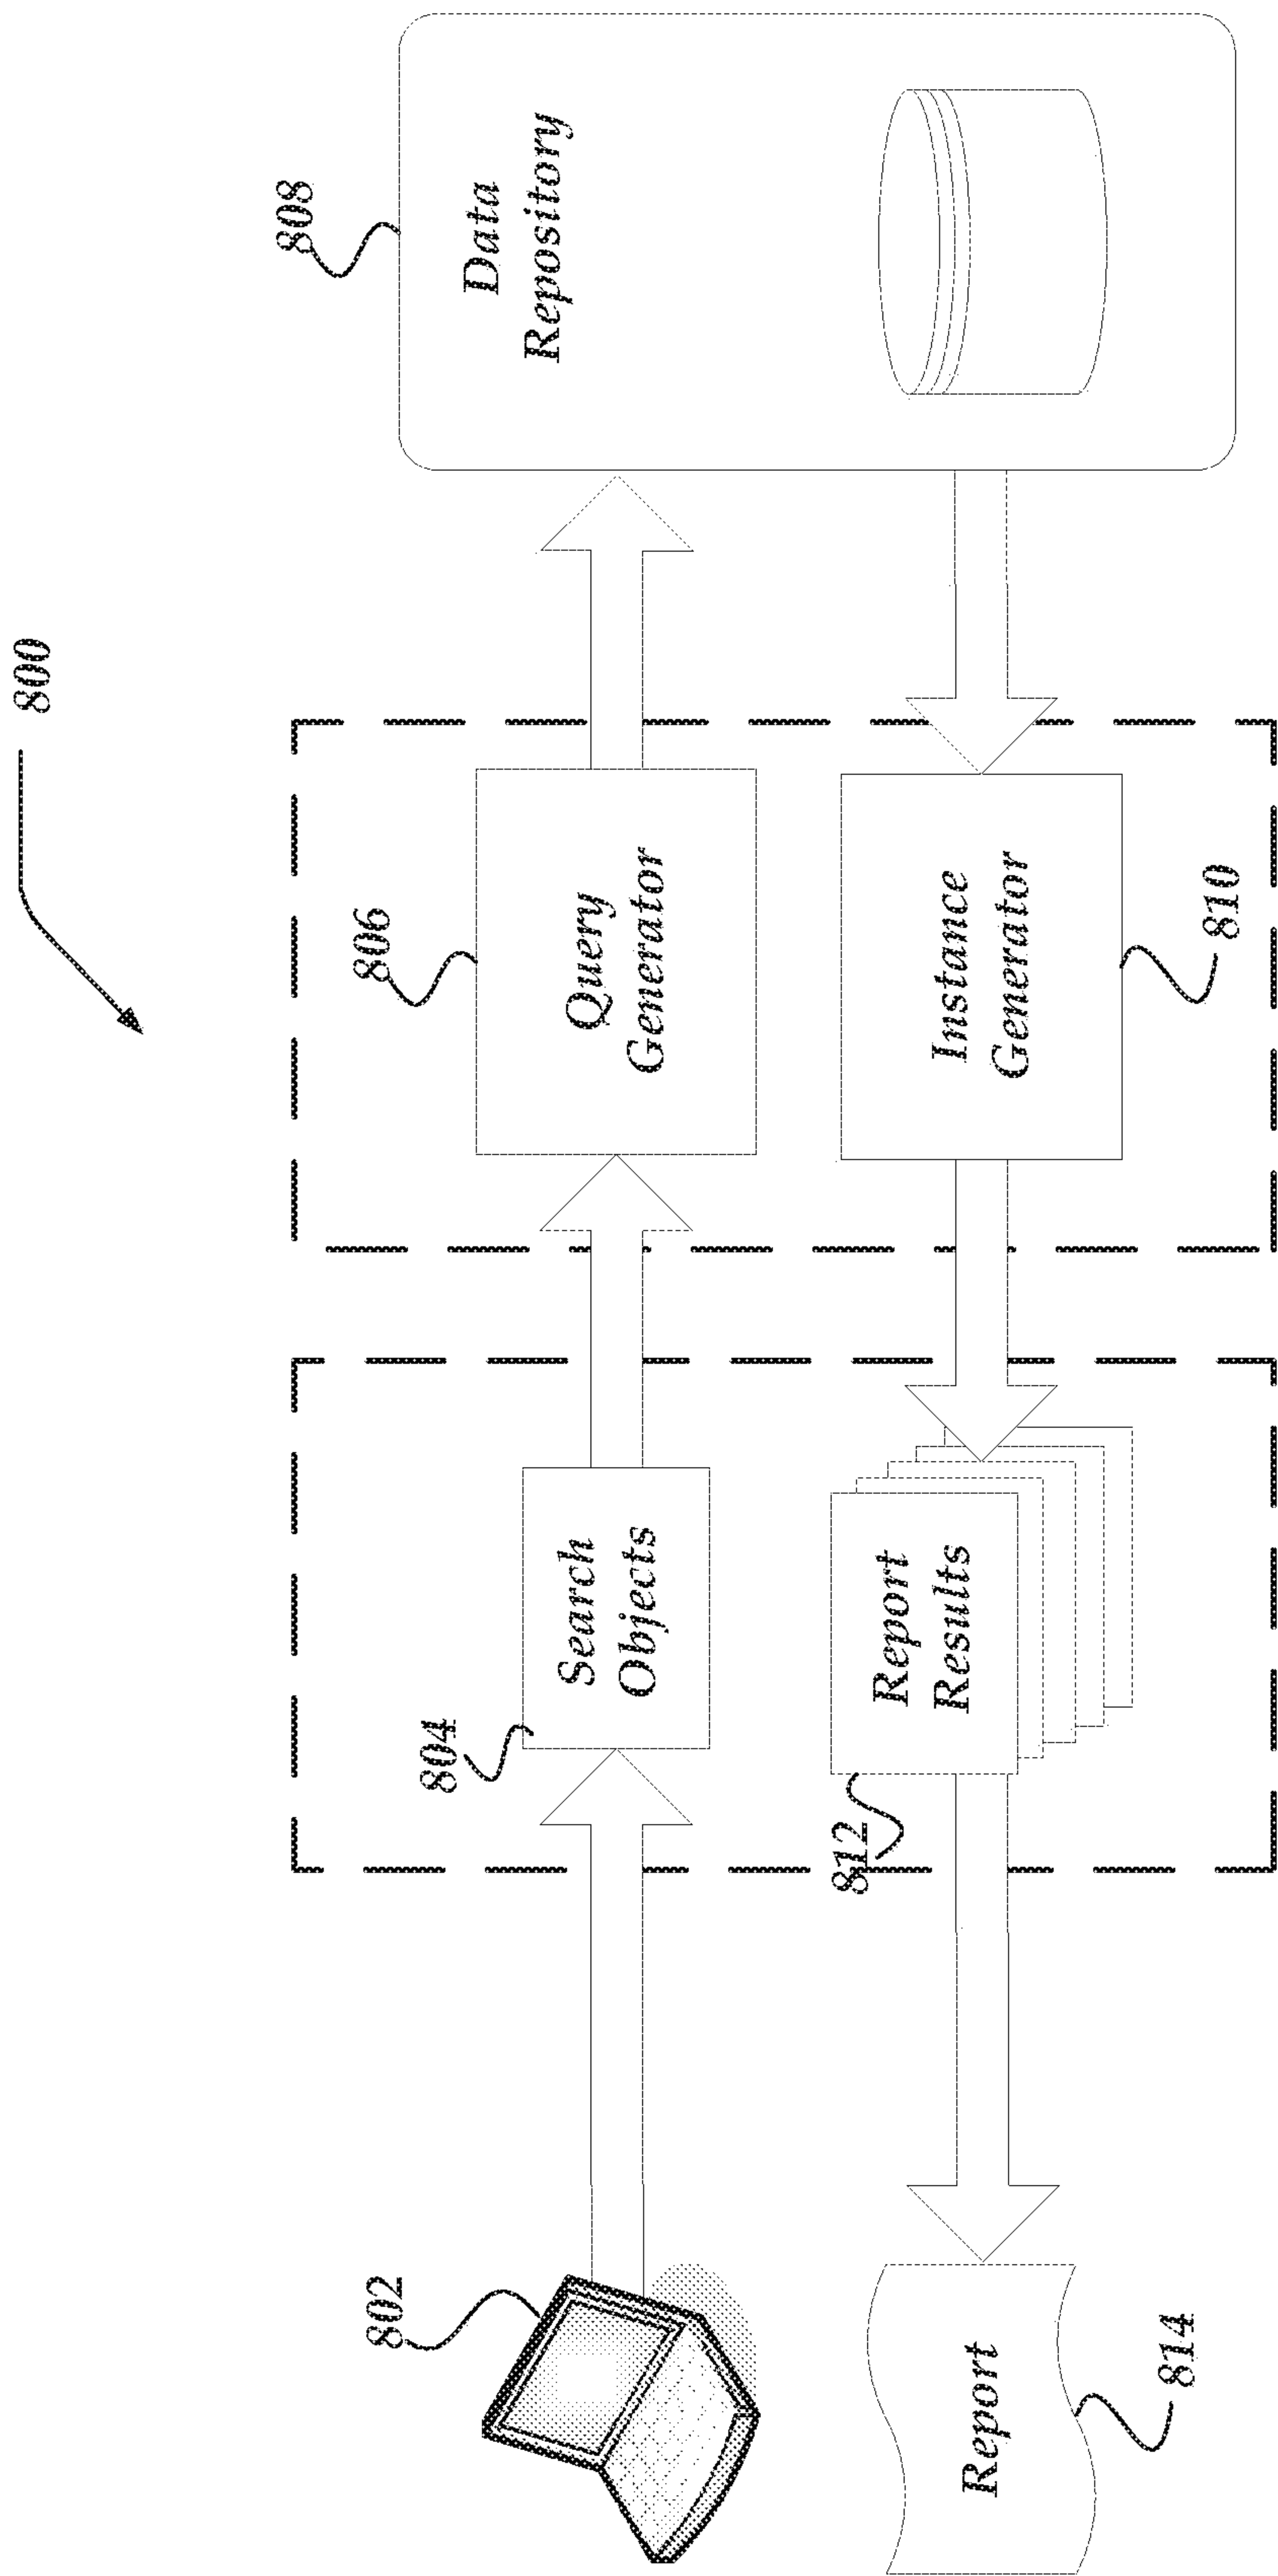 800
802
804
Search
Objects
806
Query
Generator
808
Data
Repository
Report
814
812
Report
Results
Instance
Generator
810